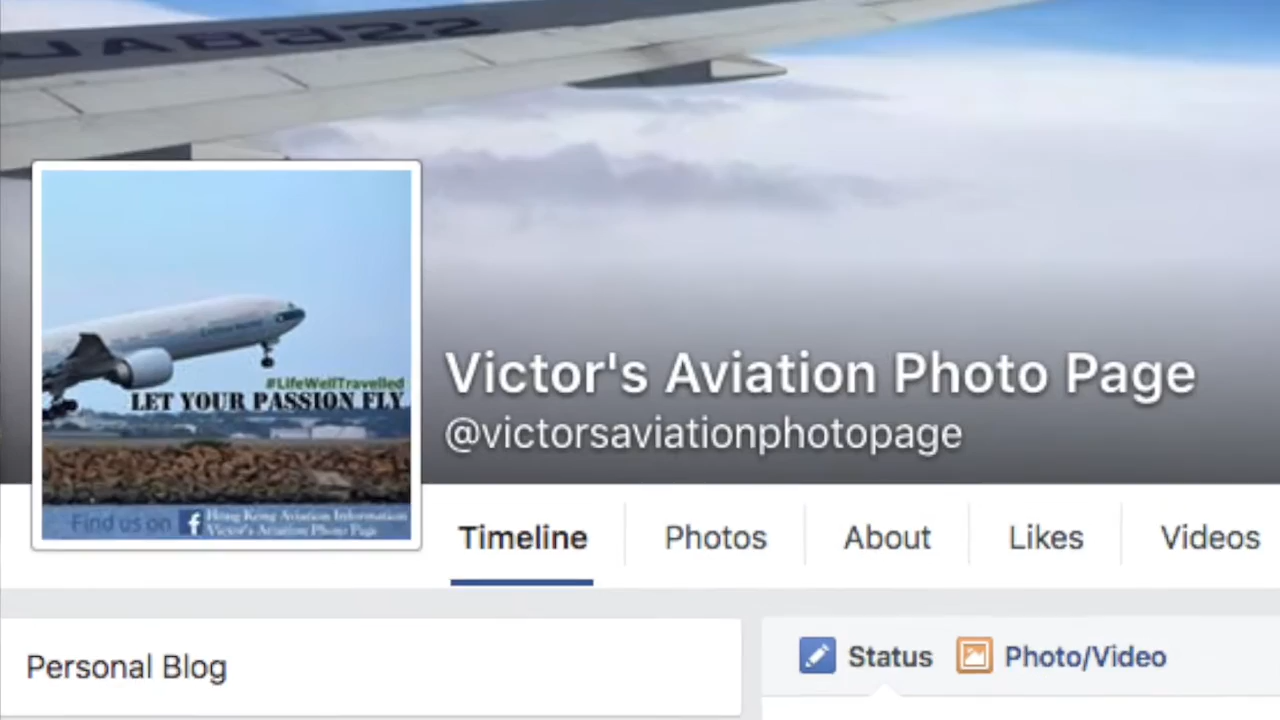 JA8322
#LifeWellTravelled
LET YOUR PASSION FLY
Find us on f Hong Kong Aviation Information
Victor's Aviation Photo Page
Victor's Aviation Photo Page
@victorsaviationphotopage
Timeline Photos About Likes Videos
Personal Blog
Status Photo/Video